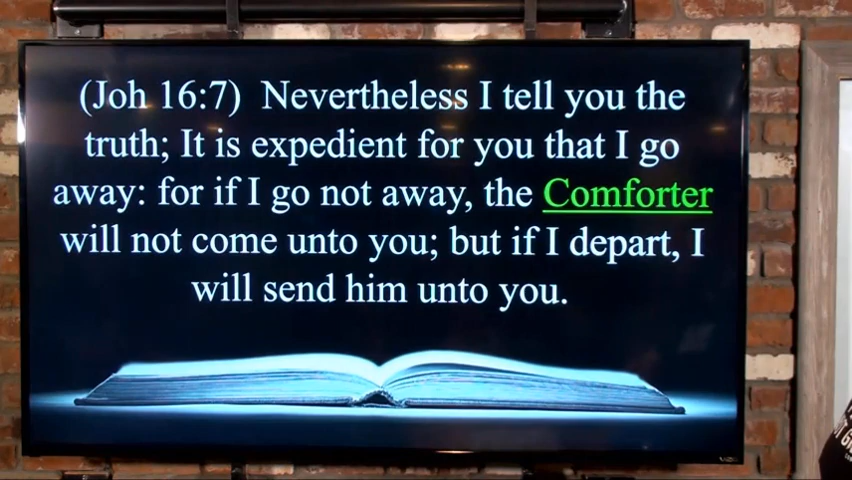 (Joh 16:7) Nevertheless I tell you the
truth; It is expedient for you that I go
away: for if I go not away, the Comforter
will not come unto you; but if I depart, I
will send him unto you.